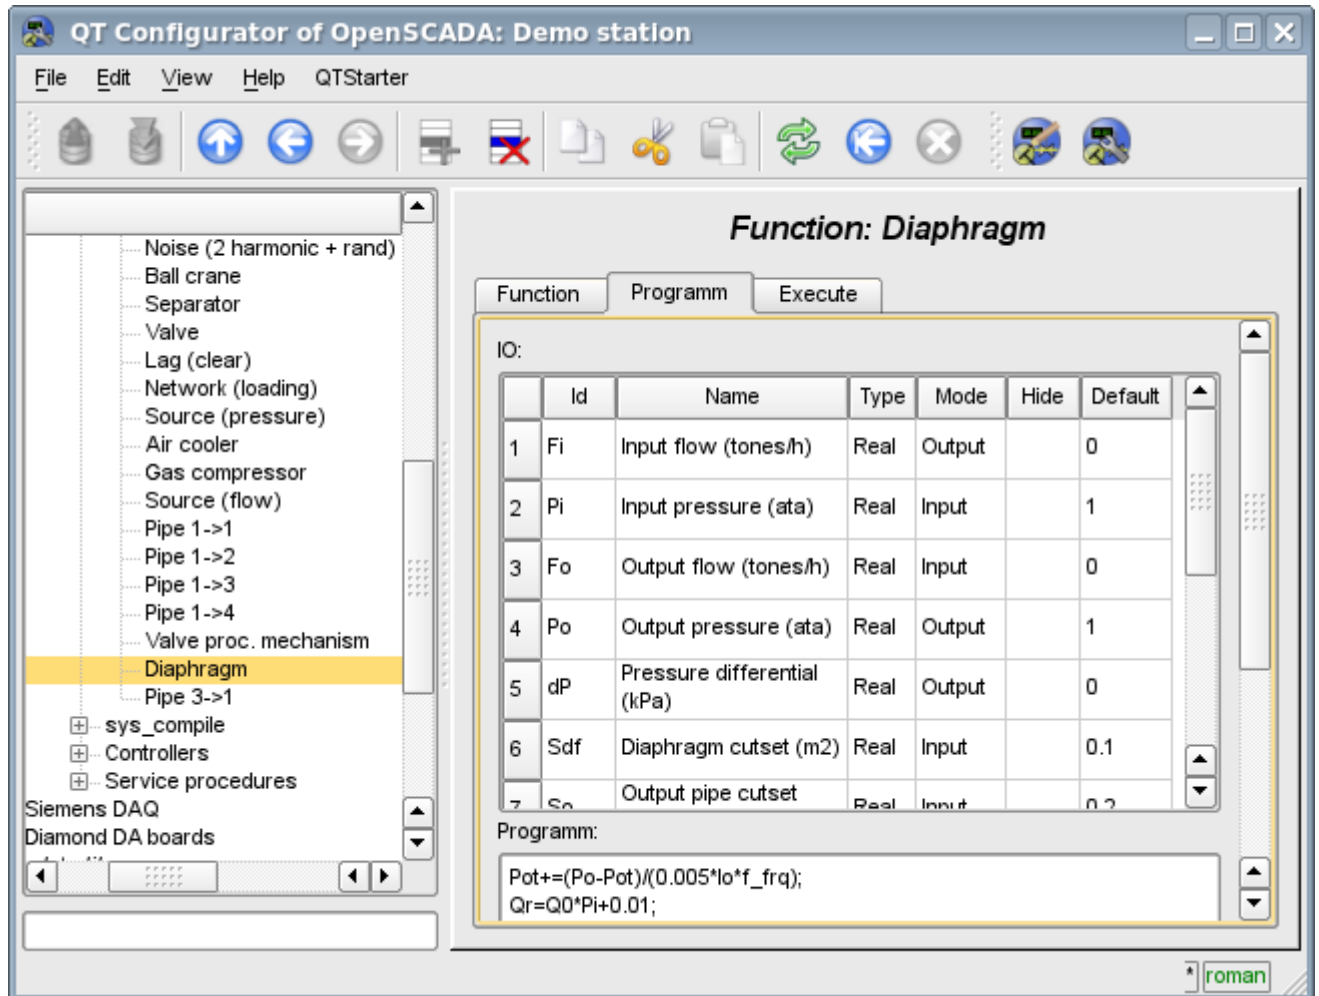 QT Configurator of OpenSCADA: Demo station
File Edit View Help QTStarter
Noise (2 harmonic + rand)
Ball crane
Separator
Valve
Lag (clear)
Network (loading)
Source (pressure)
Air cooler
Gas compressor
Source (flow)
Pipe 1->1
Pipe 1->2
Pipe 1->3
Pipe 1->4
Valve proc. mechanism
Diaphragm
Pipe 3->1
sys_compile
Controllers
Service procedures
Siemens DAQ
Diamond DA boards
Function: Diaphragm
Function Programm Execute
IO:
Id Name Type Mode Hide Default
1 Fi Input flow (tones/h) Real Output 0
2 Pi Input pressure (ata) Real Input 1
3 Fo Output flow (tones/h) Real Input 0
4 Po Output pressure (ata) Real Output 1
5 dP Pressure differential (kPa) Real Output 0
6 Sdf Diaphragm cutset (m2) Real Input 0.1
7 So Output pipe cutset Real Input 0.2
Programm:
Pot+=(Po-Pot)/(0.005*lo*f_frq);
Qr=Q0*Pi+0.01;
* roman